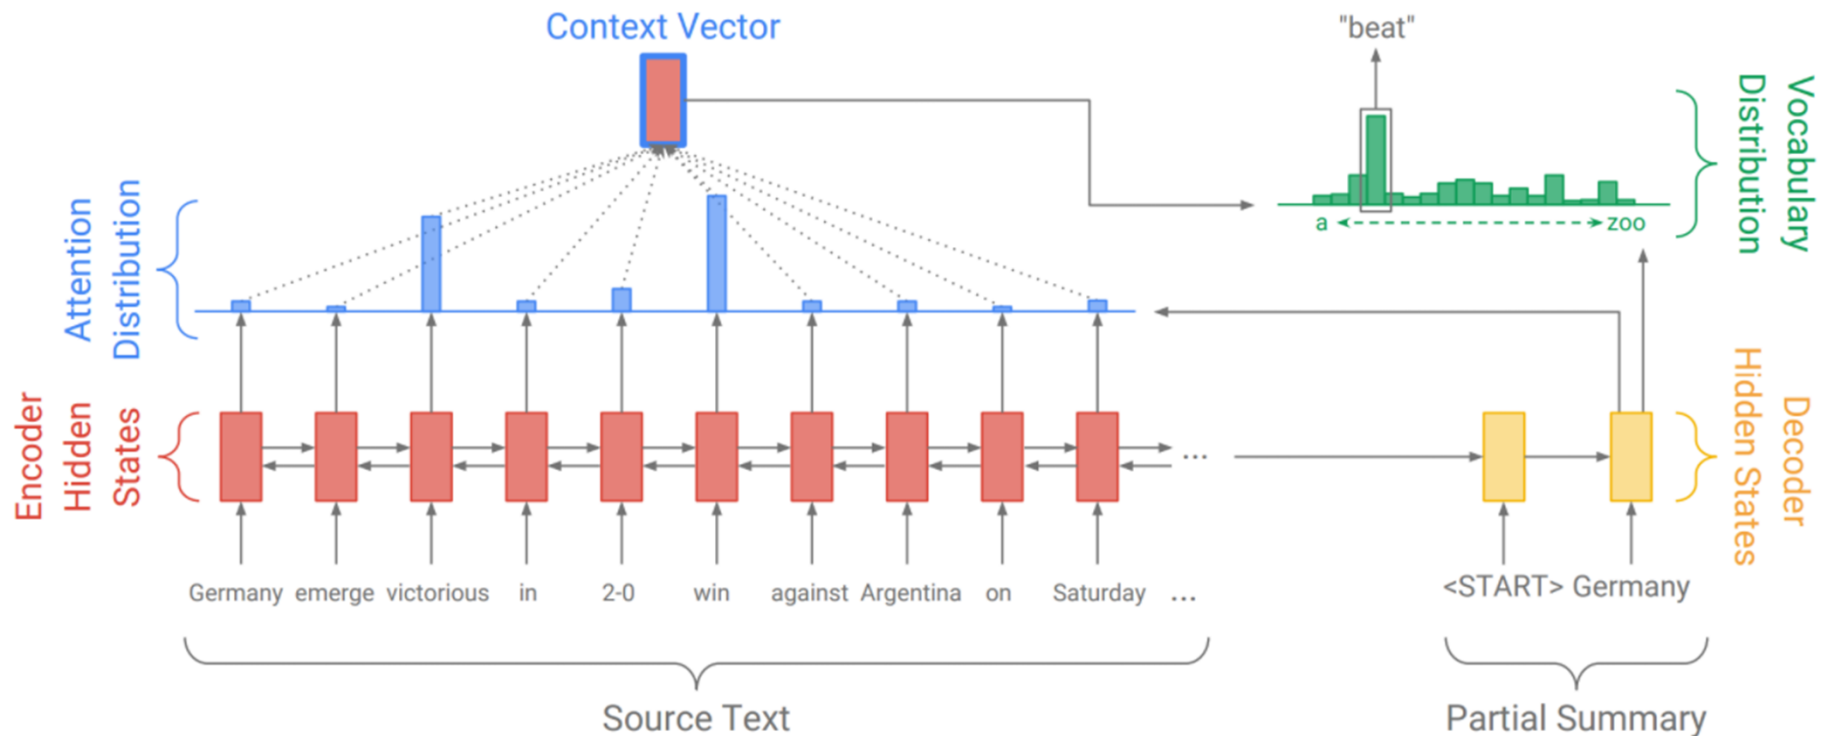 Context Vector
"beat"
Attention
Distribution
a
zoo
Vocabulary
Distribution
Encoder
Hidden
States
...
Decoder
Hidden States
Germany emerge victorious in 2-0 win against Argentina on Saturday ...
<START> Germany
Source Text
Partial Summary